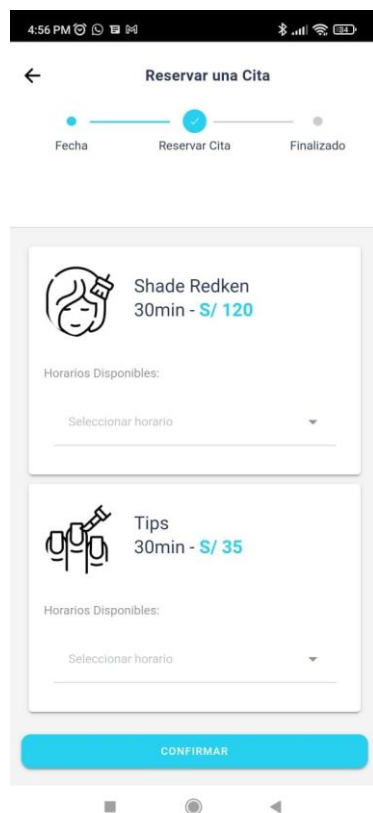 4:56 PM
34
Reservar una Cita
Fecha
Reservar Cita
Finalizado
Shade Redken
30min - S/ 120
Horarios Disponibles:
Seleccionar horario
Tips
30min - S/ 35
Horarios Disponibles:
Seleccionar horario
CONFIRMAR